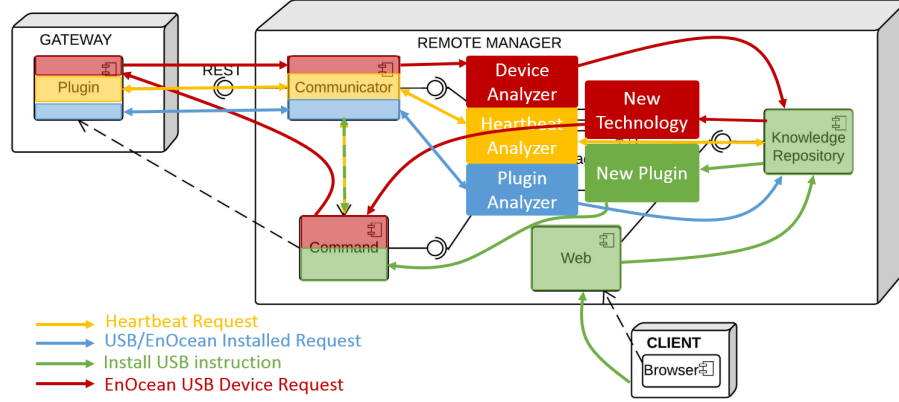 GATEWAY
REMOTE MANAGER
REST
Plugin
Communicator
Device
Analyzer
New
Technology
Heartbeat
Analyzer
Knowledge
Repository
New Plugin
Plugin
Analyzer
Command
Web
Heartbeat Request
USB/EnOcean Installed Request
Install USB instruction
EnOcean USB Device Request
CLIENT
Browser